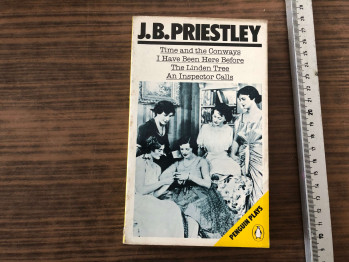 J.B. PRIESTLEY
Time and the Conways
I Have Been Here Before
The Linden Tree
An Inspector Calls
PENGUIN PLAYS